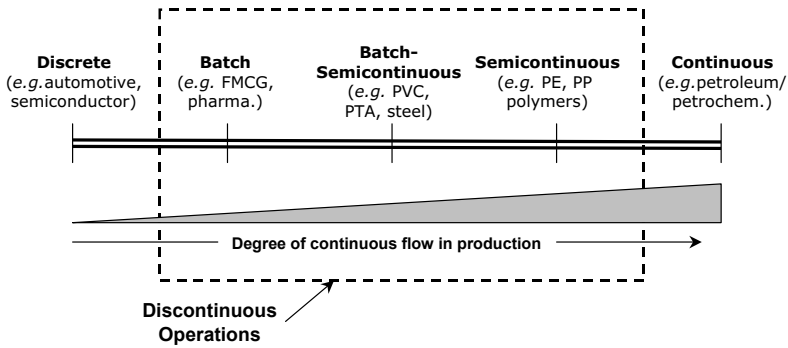 Discrete
(e.g.automotive,
semiconductor)
Batch
(e.g. FMCG,
pharma.)
Batch-
Semicontinuous
(e.g. PVC,
PTA, steel)
Semicontinuous
(e.g. PE, PP
polymers)
Continuous
(e.g.petroleum/
petrochem.)
Degree of continuous flow in production
Discontinuous
Operations